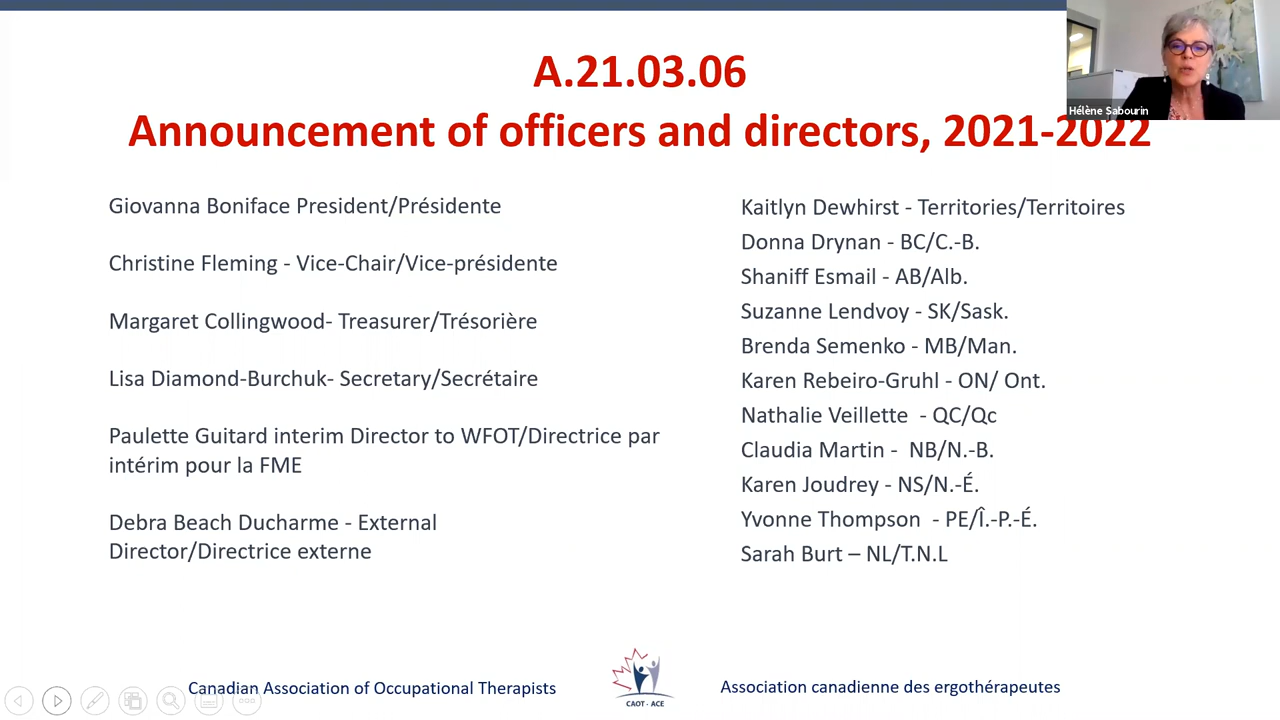 A.21.03.06
Announcement of officers and directors, 2021-2022
Hélène Sabourin
Giovanna Boniface President/Présidente
Christine Fleming - Vice-Chair/Vice-présidente
Margaret Collingwood- Treasurer/Trésorière
Lisa Diamond-Burchuk- Secretary/Secrétaire
Paulette Guitard interim Director to WFOT/Directrice par
intérim pour la FME
Debra Beach Ducharme - External
Director/Directrice externe
Kaitlyn Dewhirst - Territories/Territoires
Donna Drynan - BC/C.-B.
Shaniff Esmail - AB/Alb.
Suzanne Lendvoy - SK/Sask.
Brenda Semenko - MB/Man.
Karen Rebeiro-Gruhl - ON/ Ont.
Nathalie Veillette  - QC/Qc
Claudia Martin -  NB/N.-B.
Karen Joudrey - NS/N.-É.
Yvonne Thompson  - PE/Î.-P.-É.
Sarah Burt – NL/T.N.L
Canadian Association of Occupational Therapists
CAOT - ACE
Association canadienne des ergothérapeutes